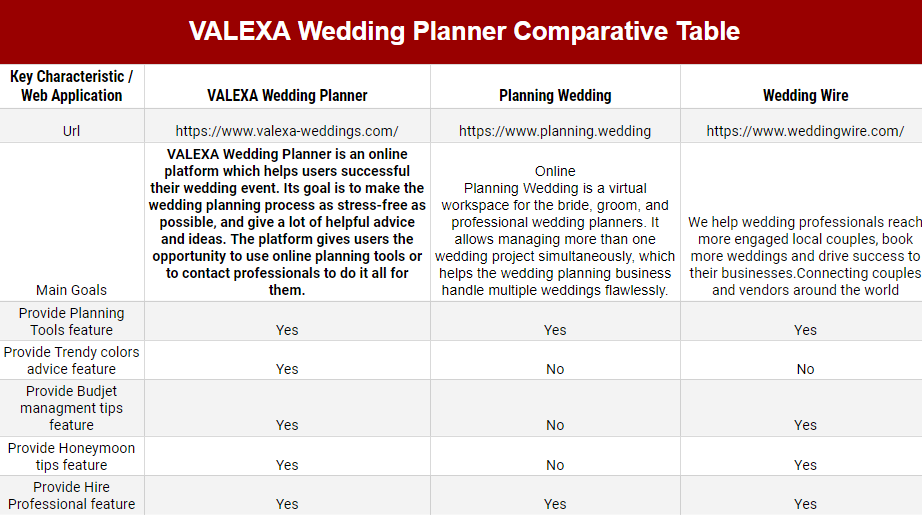 VALEXA Wedding Planner Comparative Table
Key Characteristic /
Web Application
VALEXA Wedding Planner
Planning Wedding
Wedding Wire
Url
https://www.valexa-weddings.com/
https://www.planning.wedding
https://www.weddingwire.com/
Main Goals
VALEXA Wedding Planner is an online
platform which helps users successful
their wedding event. Its goal is to make the
wedding planning process as stress-free as
possible, and give a lot of helpful advice
and ideas. The platform gives users the
opportunity to use online planning tools or
to contact professionals to do it all for
them.
Online
Planning Wedding is a virtual
workspace for the bride, groom, and
professional wedding planners. It
allows managing more than one
wedding project simultaneously, which
helps the wedding planning business
handle multiple weddings flawlessly.
We help wedding professionals reach
more engaged local couples, book
more weddings and drive success to
their businesses.Connecting couples
and vendors around the world
Provide Planning
Tools feature
Yes
Yes
Yes
Provide Trendy colors
advice feature
Yes
No
No
Provide Budjet
managment tips
feature
Yes
No
Yes
Provide Honeymoon
tips feature
Yes
No
Yes
Provide Hire
Professional feature
Yes
Yes
Yes